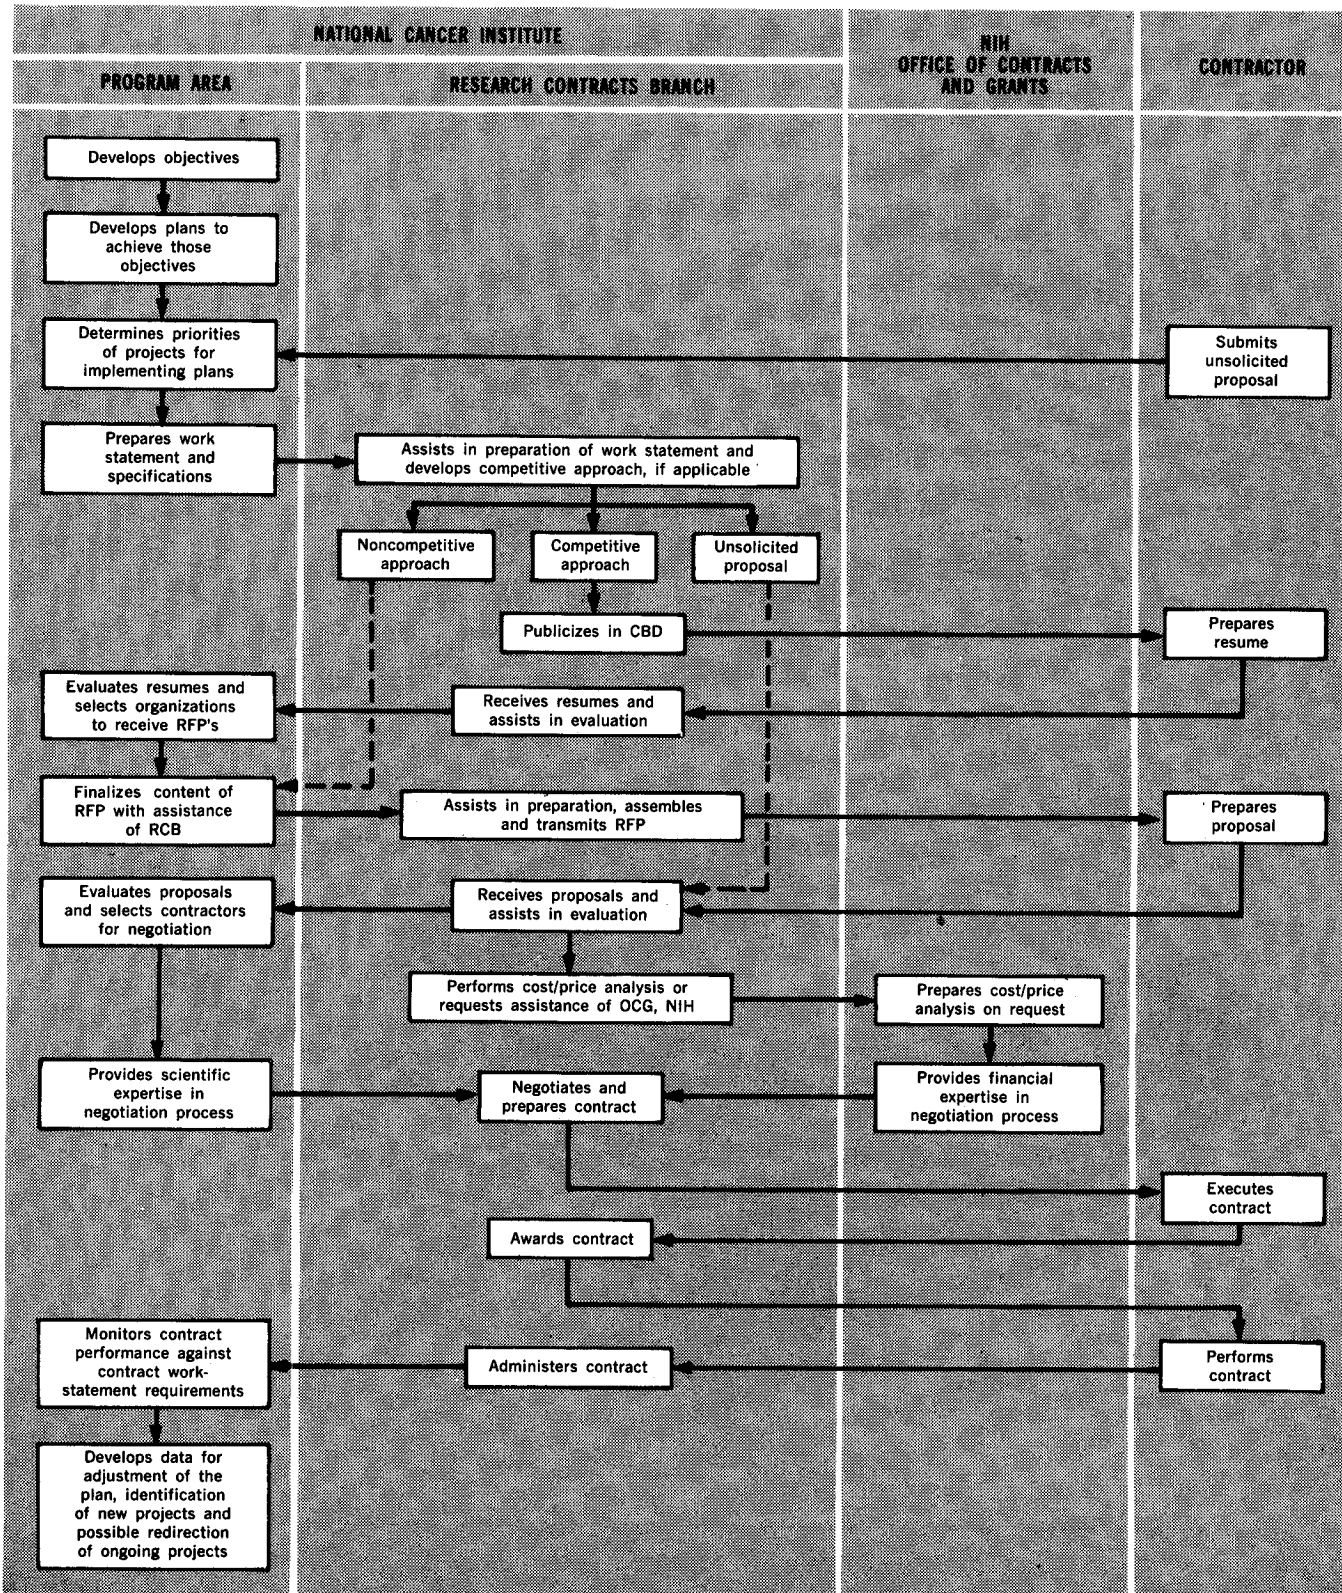 NATIONAL CANCER INSTITUTE
NIH
OFFICE OF CONTRACTS
AND GRANTS
CONTRACTOR
PROGRAM AREA
RESEARCH CONTRACTS BRANCH
Develops objectives
Develops plans to
achieve those
objectives
Determines priorities
of projects for
implementing plans
Submits
unsolicited
proposal
Prepares work
statement and
specifications
Assists in preparation of work statement and
develops competitive approach, if applicable
Noncompetitive
approach
Competitive
approach
Unsolicited
proposal
Publicizes in CBD
Prepares
resume
Evaluates resumes and
selects organizations
to receive RFP's
Receives resumes and
assists in evaluation
Finalizes content of
RFP with assistance
of RCB
Assists in preparation, assembles
and transmits RFP
Prepares
proposal
Evaluates proposals
and selects contractors
for negotiation
Receives proposals and
assists in evaluation
Performs cost/price analysis or
requests assistance of OCG, NIH
Prepares cost/price
analysis on request
Provides scientific
expertise in
negotiation process
Negotiates and
prepares contract
Provides financial
expertise in
negotiation process
Executes
contract
Awards contract
Monitors contract
performance against
contract work-
statement requirements
Administers contract
Performs
contract
Develops data for
adjustment of the
plan, identification
of new projects and
possible redirection
of ongoing projects